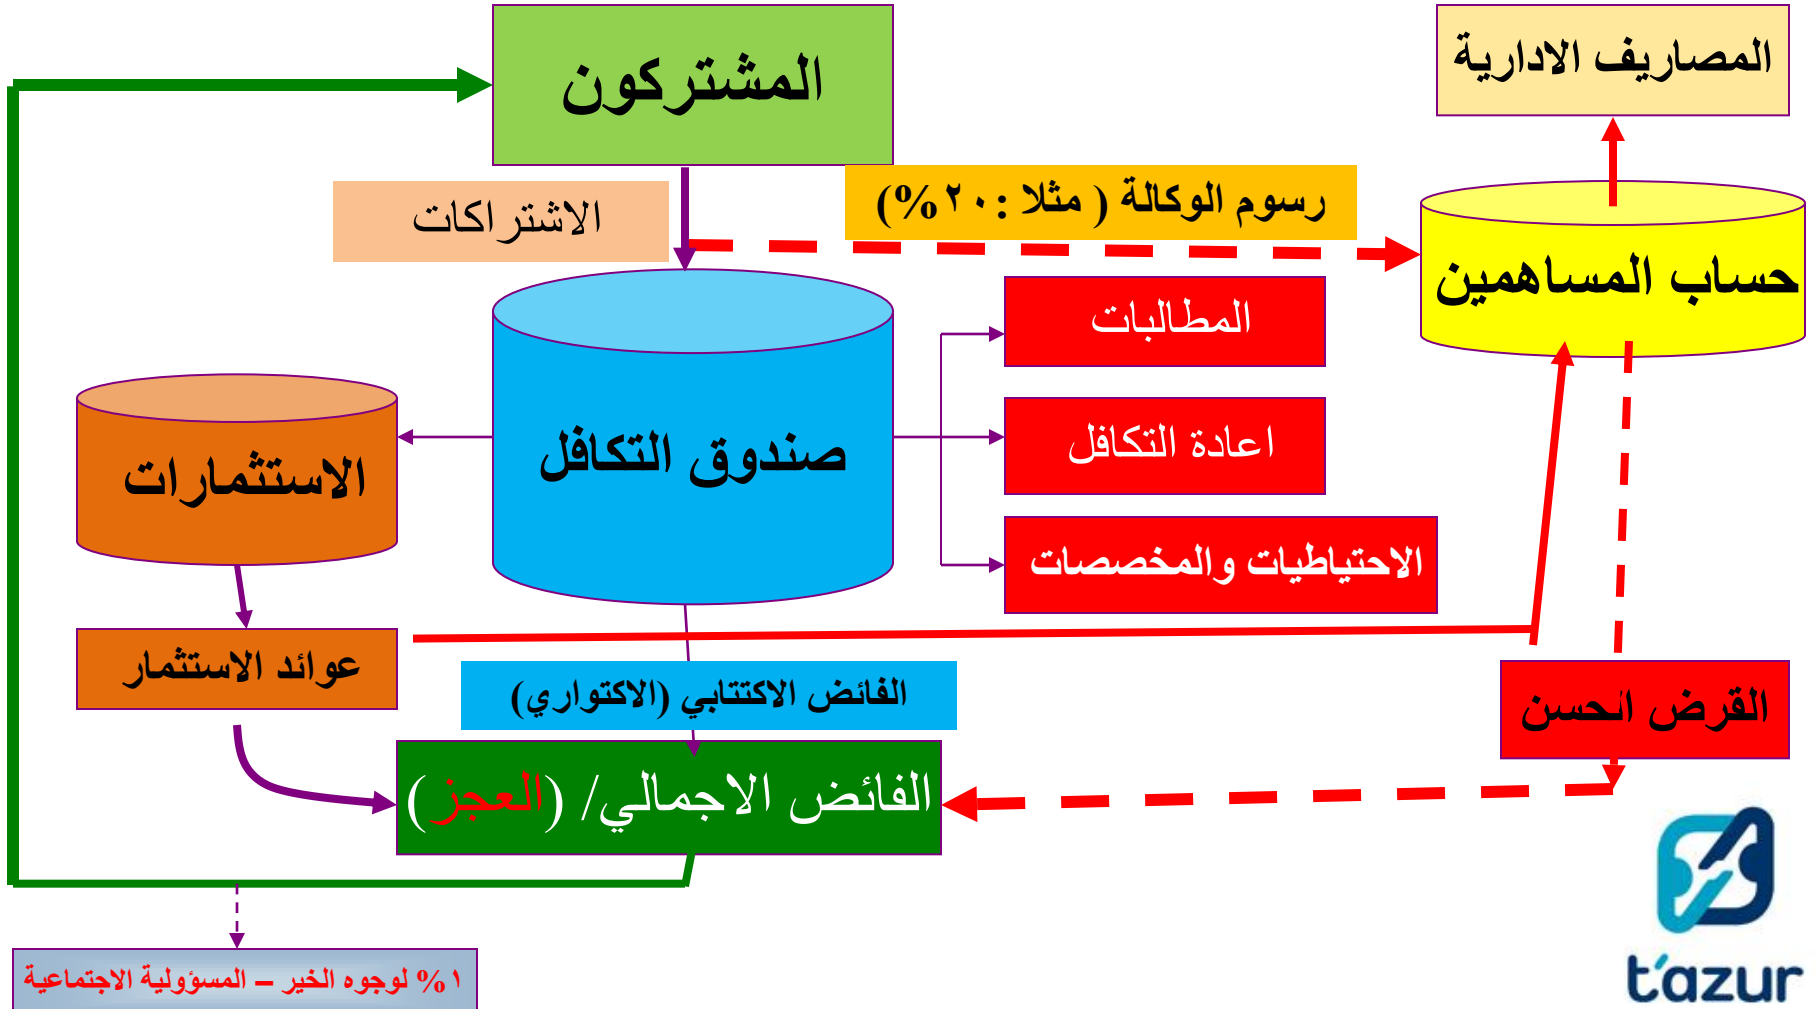 المشتركون
المصاريف الادارية
الاشتراكات
رسوم الوكالة ( مثلا :٢٠%)
حساب المساهمين
المطالبات
صندوق التكافل
اعادة التكافل
الاستثمارات
الاحتياطيات والمخصصات
عوائد الاستثمار
الفائض الاكتتابي (الاكتواري)
القرض الحسن
الفائض الاجمالي/ (العجز)
١% لوجوه الخير – المسؤولية الاجتماعية
t'azur